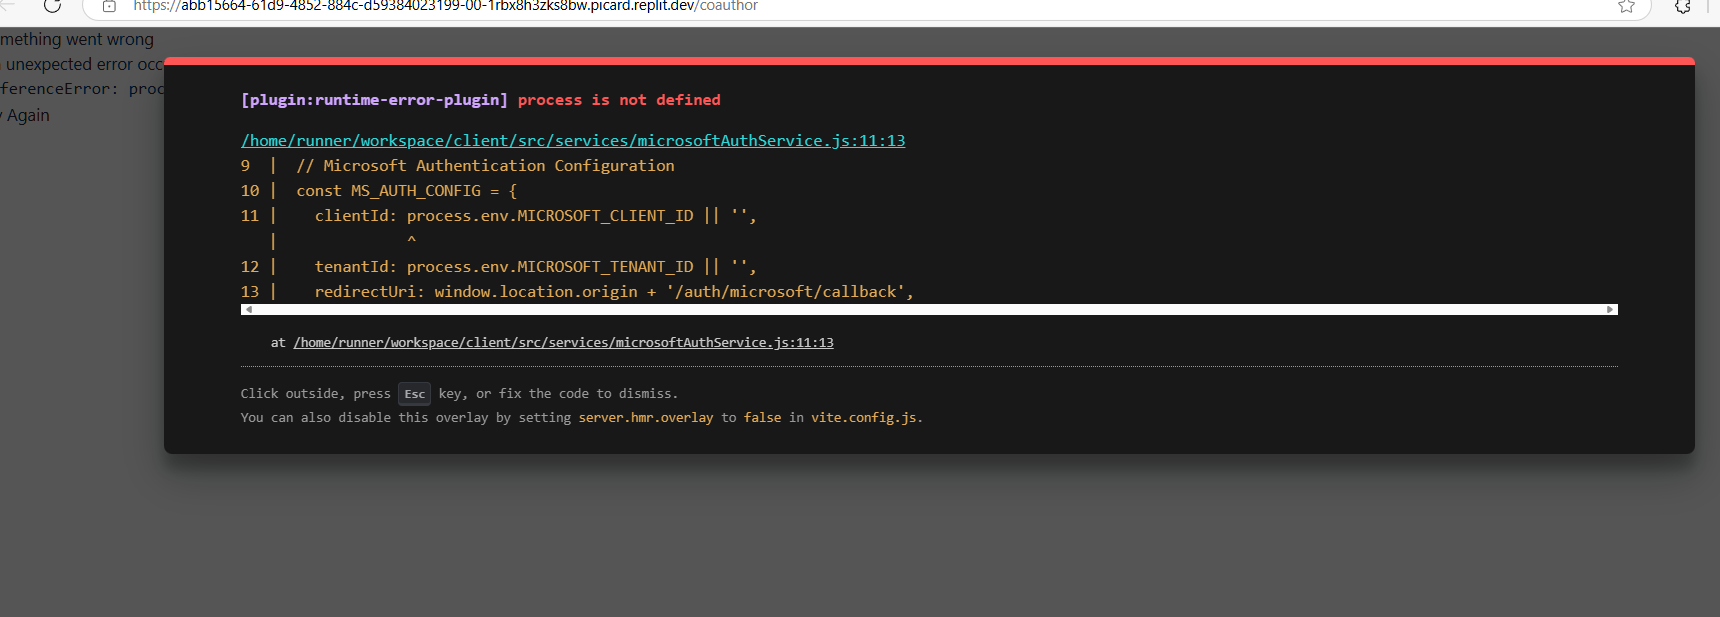 https://abb15664-61d9-4852-884c-d59384023199-00-1rbx8h3zks8bw.picard.replit.dev/coauthor
mething went wrong
unexpected error occ
ferenceError: proc
Again
[plugin:runtime-error-plugin] process is not defined
/home/runner/workspace/client/src/services/microsoftAuthService.js:11:13
9 | // Microsoft Authentication Configuration
10 | const MS_AUTH_CONFIG = {
11 | clientId: process.env.MICROSOFT_CLIENT_ID || '',
| ^
12 | tenantId: process.env.MICROSOFT_TENANT_ID || '',
13 | redirectUri: window.location.origin + '/auth/microsoft/callback',
at /home/runner/workspace/client/src/services/microsoftAuthService.js:11:13
Click outside, press Esc key, or fix the code to dismiss.
You can also disable this overlay by setting server.hmr.overlay to false in vite.config.js.